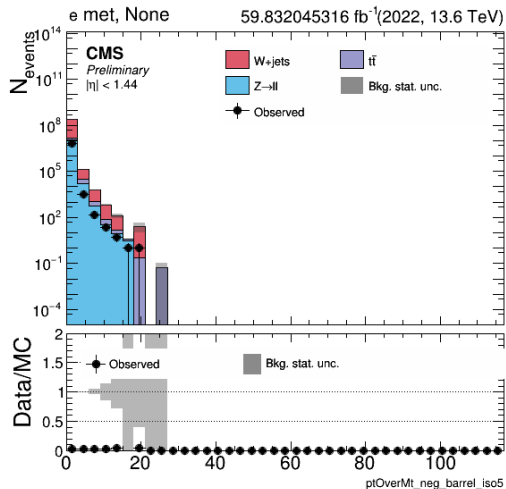 e met, None
59.832045316 fb⁻¹ (2022, 13.6 TeV)
N_events
CMS
Preliminary
|η| < 1.44
W+jets
tt̄
Z→ll
Bkg. stat. unc.
Observed
10¹⁴
10¹¹
10⁸
10⁵
10²
10⁻¹
10⁻⁴
Data/MC
Observed
Bkg. stat. unc.
2
1.5
1
0.5
0
0 20 40 60 80 100
ptOverMt_neg_barrel_iso5